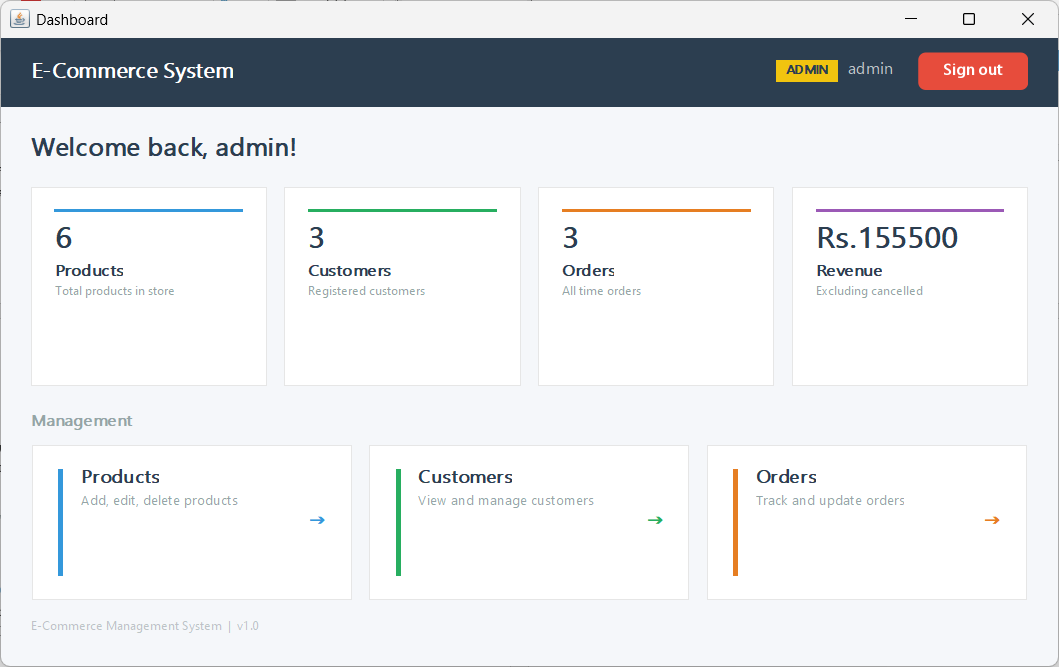 Dashboard
E-Commerce System
ADMIN admin Sign out
Welcome back, admin!
6
Products
Total products in store
3
Customers
Registered customers
3
Orders
All time orders
Rs.155500
Revenue
Excluding cancelled
Management
Products
Add, edit, delete products
→
Customers
View and manage customers
→
Orders
Track and update orders
→
E-Commerce Management System | v1.0